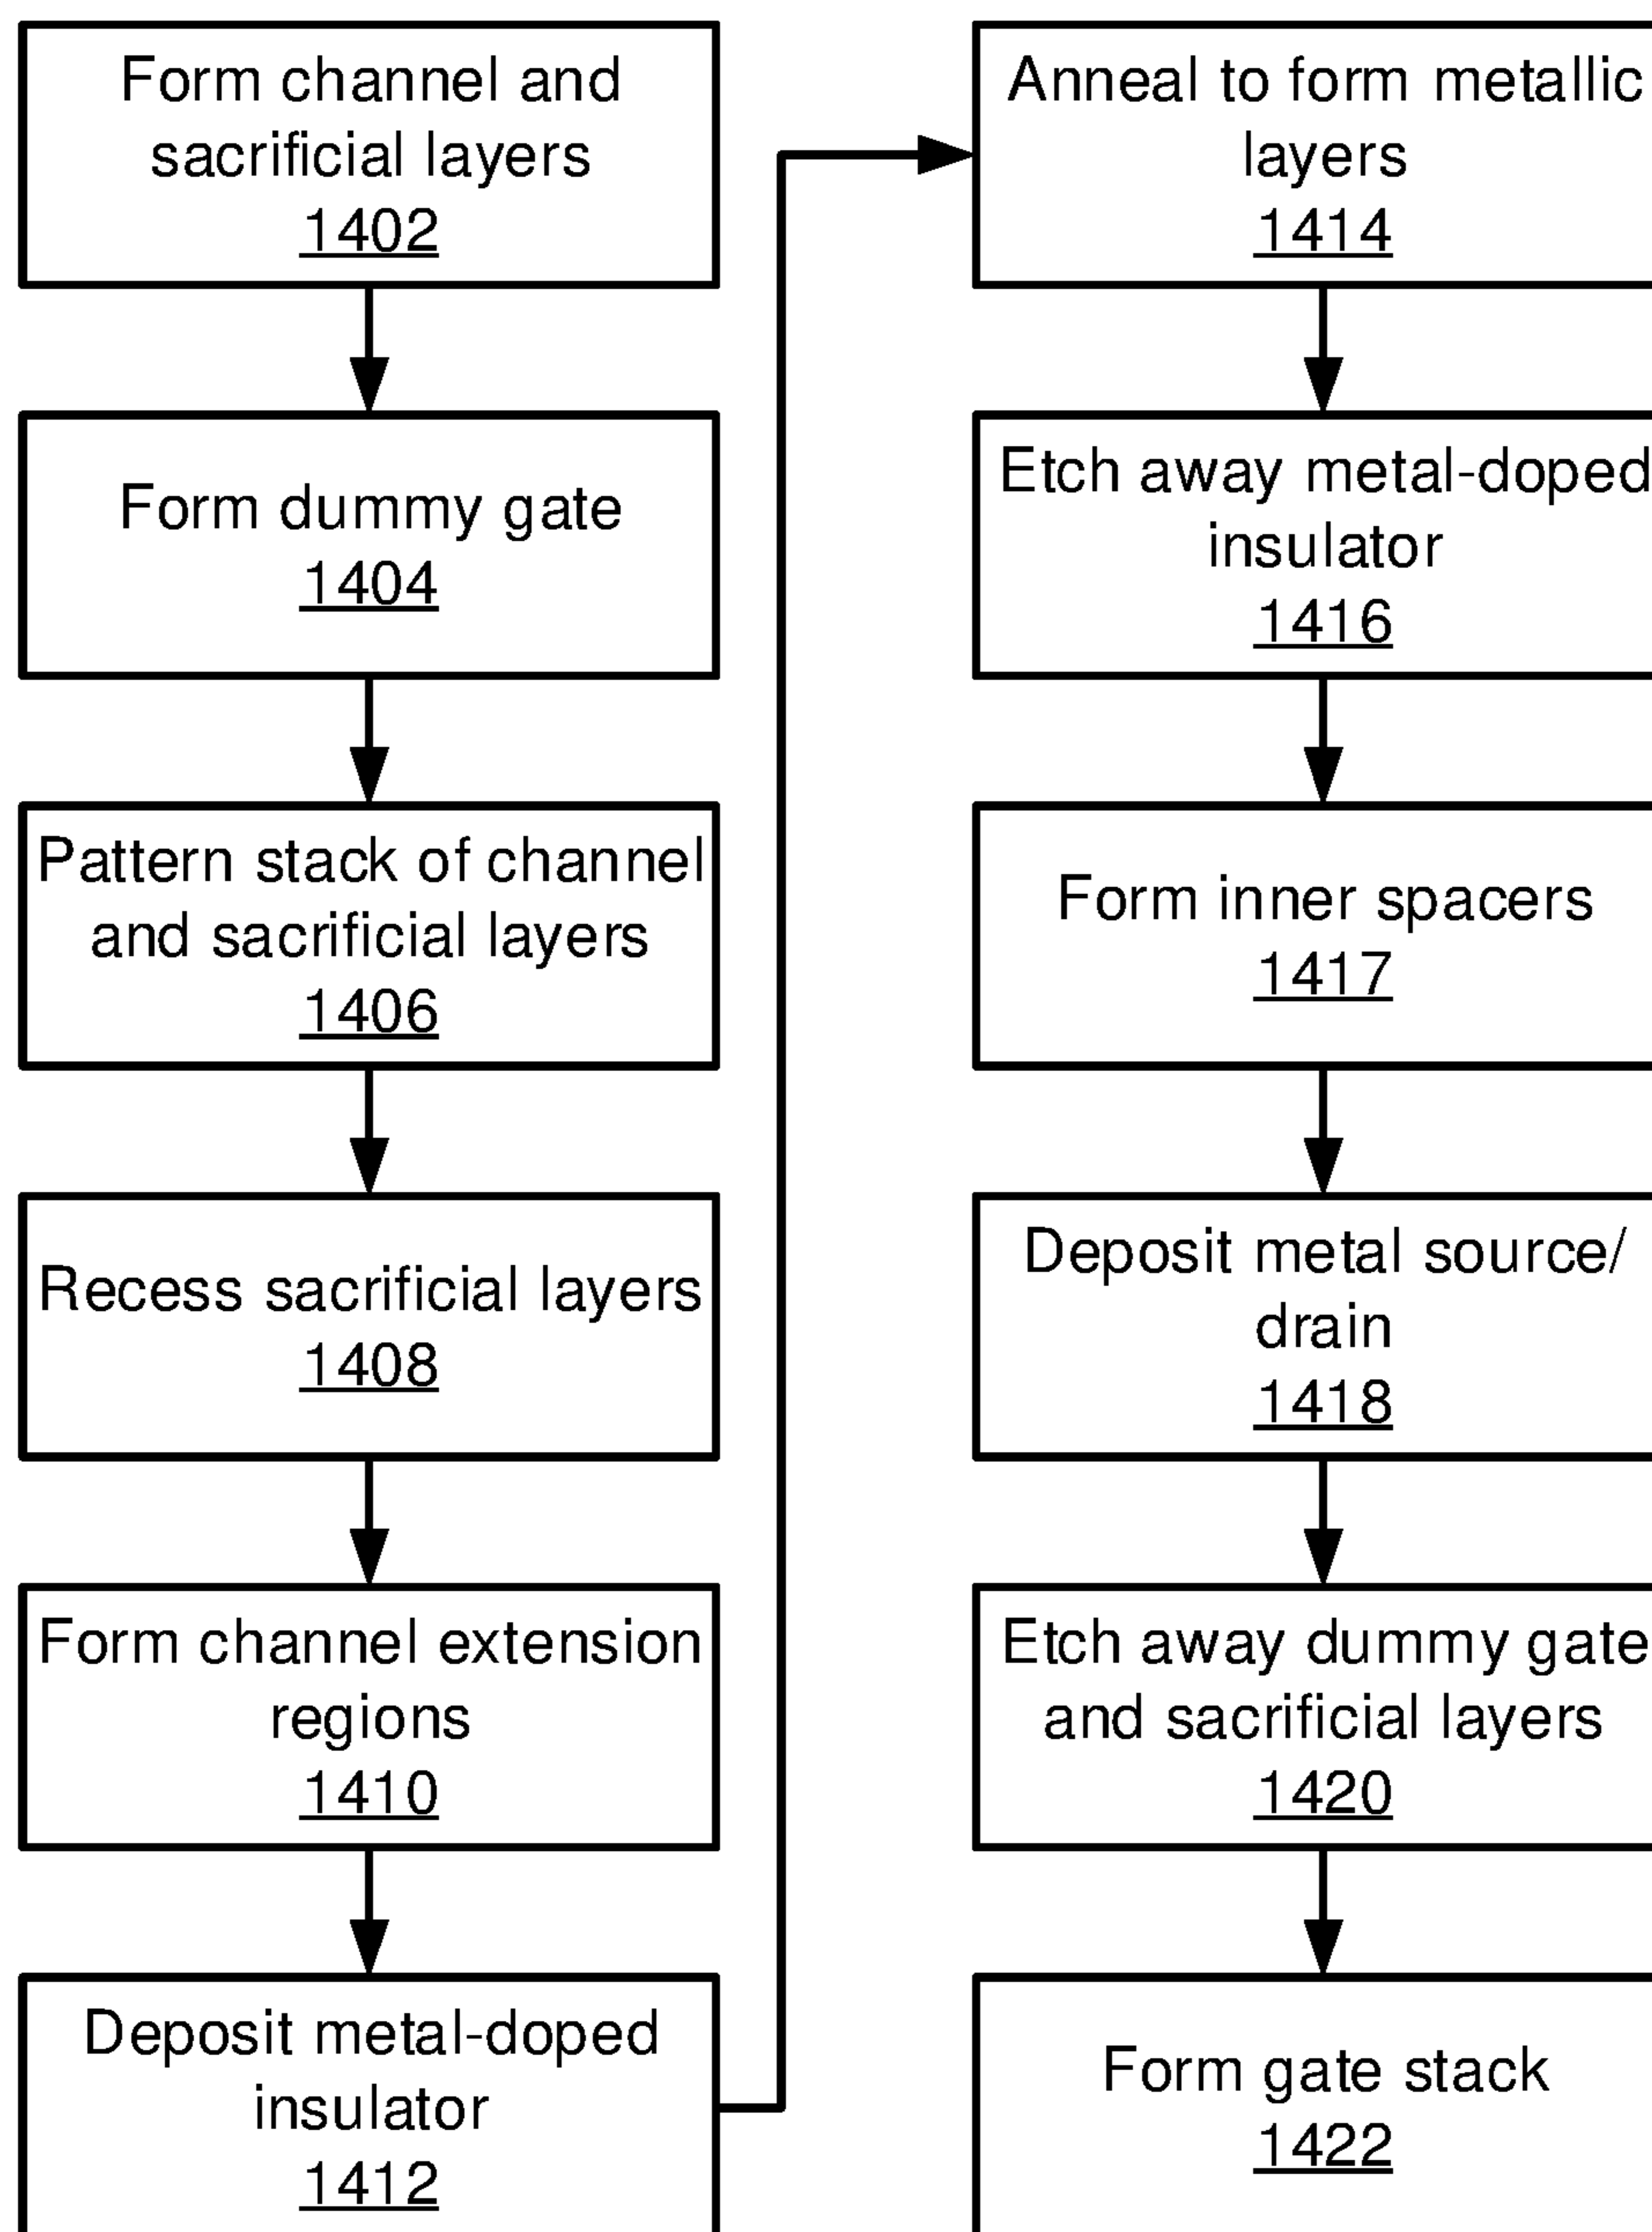 Form channel and
sacrificial layers
1402
Form dummy gate
1404
Pattern stack of channel
and sacrificial layers
1406
Recess sacrificial layers
1408
Form channel extension
regions
1410
Deposit metal-doped
insulator
1412
Anneal to form metallic
layers
1414
Etch away metal-doped
insulator
1416
Form inner spacers
1417
Deposit metal source/
drain
1418
Etch away dummy gate
and sacrificial layers
1420
Form gate stack
1422